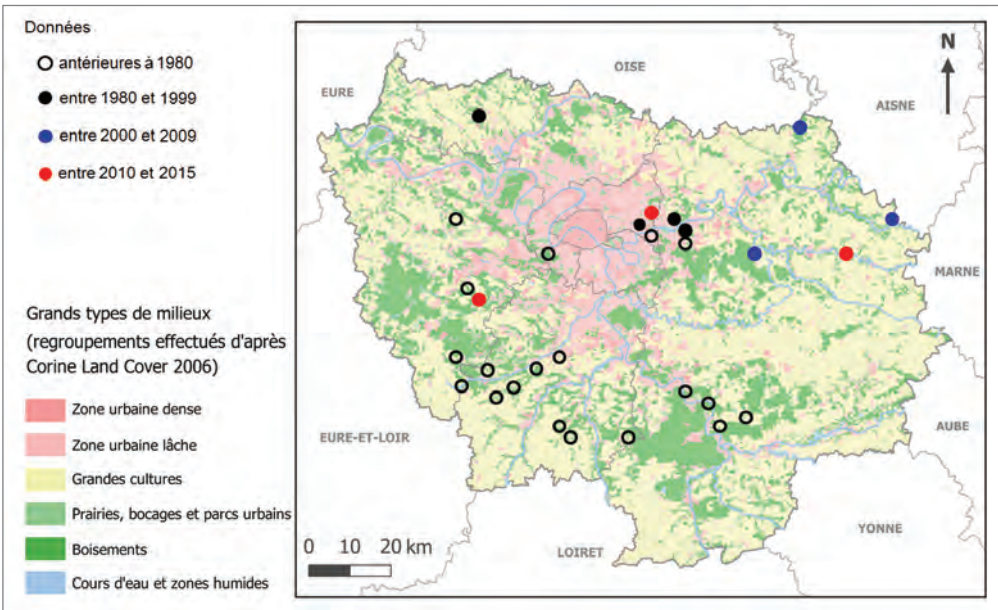 Données
antérieures à 1980
entre 1980 et 1999
entre 2000 et 2009
entre 2010 et 2015
Grands types de milieu
(regroupements effectués d'après
Corine Land Cover 2006)
Zone urbaine dense
Zone urbaine lâche
Grandes cultures
Prairies, bocages et parcs urbains
Boisements
Cours d'eau et zones humides
N
OISE
EURE
AISNE
MARNE
AUBE
EURE-ET-LOIR
YONNE
LOIRET
0 10 20 km